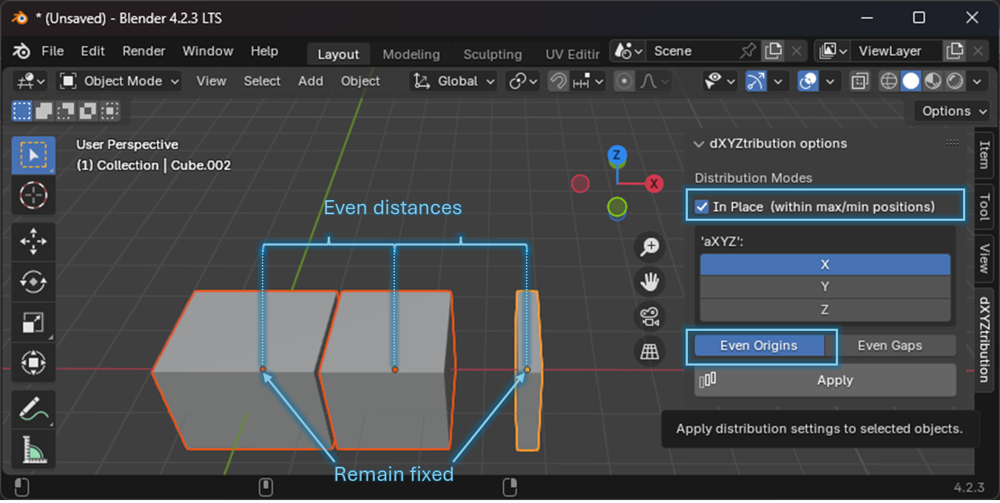 * (Unsaved) - Blender 4.2.3 LTS
File Edit Render Window Help Layout Modeling Sculpting UV Editin Scene ViewLayer
Object Mode View Select Add Object Global
Options
User Perspective
(1) Collection | Cube.002
Z
X
Even distances
Remain fixed
dXYZtribution options
Distribution Modes
In Place (within max/min positions)
'aXYZ':
X
Y
Z
Even Origins Even Gaps
Apply
Apply distribution settings to selected objects.
Item
Tool
View
dXYZtribution
4.2.3